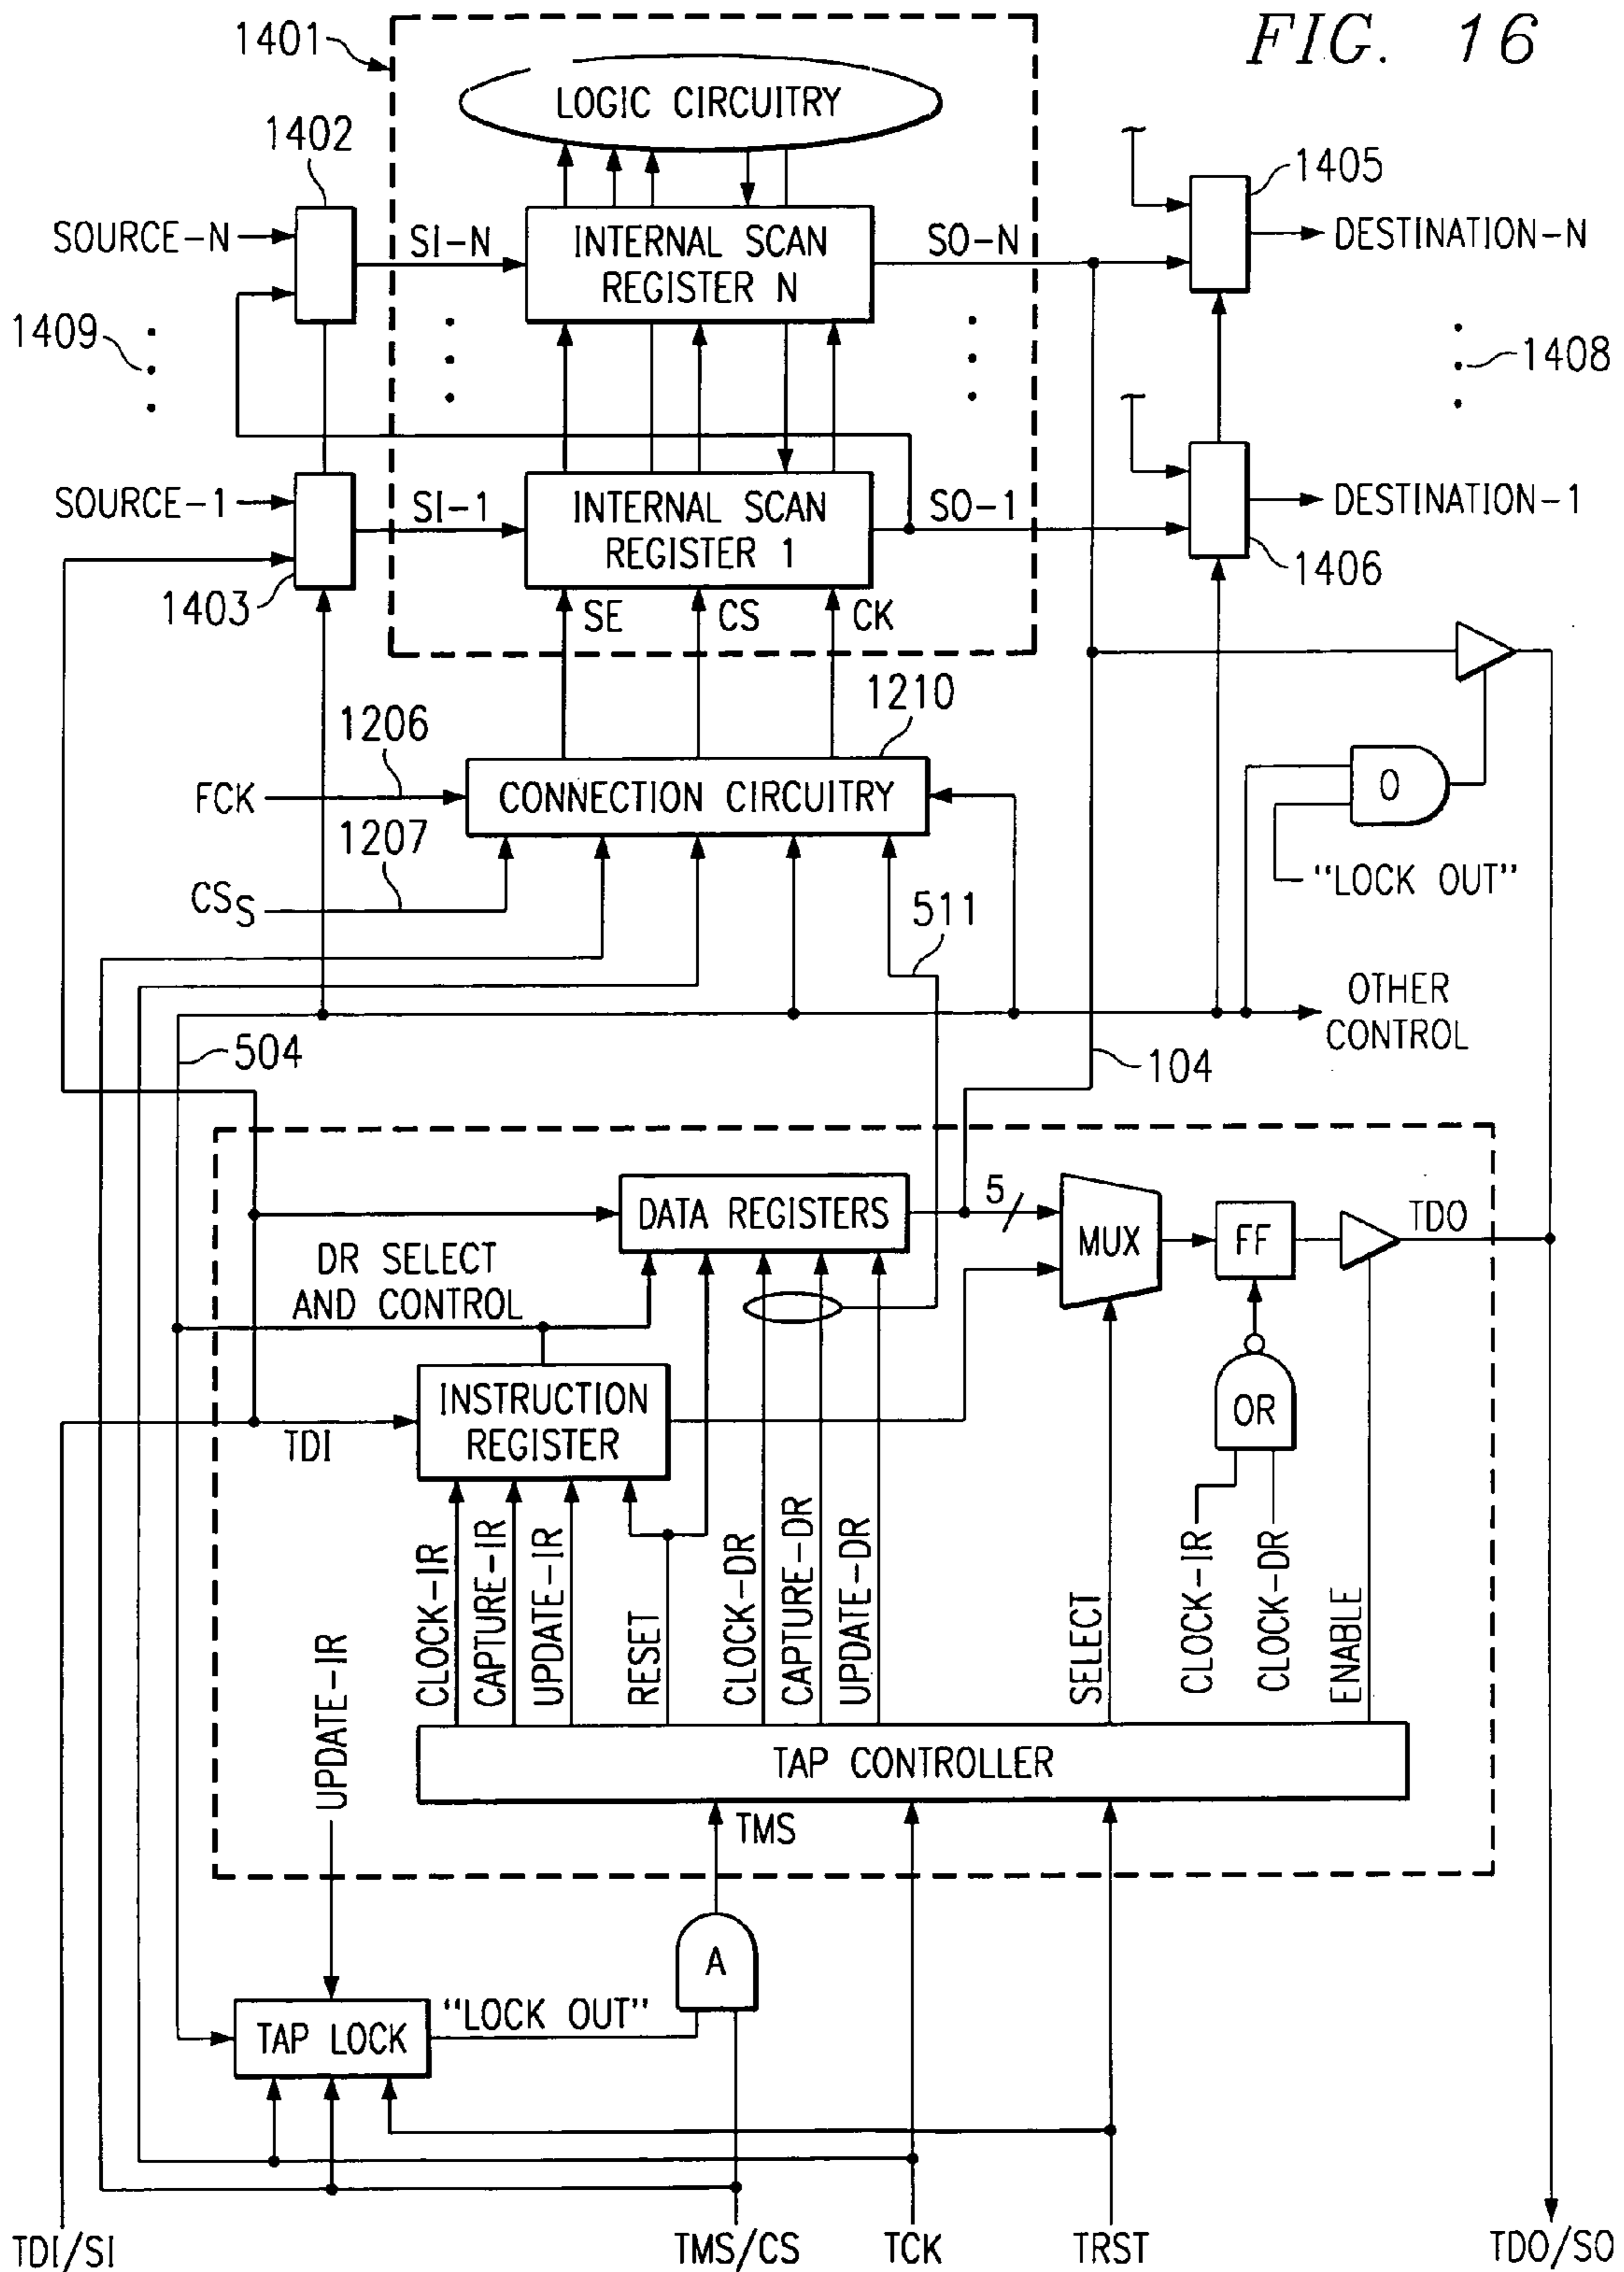 FIG. 16
1401
LOGIC CIRCUITRY
1402
1405
SOURCE-N
SI-N
INTERNAL SCAN
REGISTER N
SO-N
DESTINATION-N
1409
1408
SOURCE-1
SI-1
INTERNAL SCAN
REGISTER 1
SO-1
DESTINATION-1
1403
1406
SE
CS
CK
1206
1210
FCK
CONNECTION CIRCUITRY
O
1207
"LOCK OUT"
CSS
511
OTHER
CONTROL
504
104
DATA REGISTERS
5
MUX
FF
TDO
DR SELECT
AND CONTROL
INSTRUCTION
REGISTER
TDI
OR
CLOCK-IR
CAPTURE-IR
UPDATE-IR
RESET
CLOCK-DR
CAPTURE-DR
UPDATE-DR
SELECT
CLOCK-IR
CLOCK-DR
ENABLE
UPDATE-IR
TAP CONTROLLER
TMS
A
TAP LOCK
"LOCK OUT"
TDI/SI
TMS/CS
TCK
TRST
TDO/SO